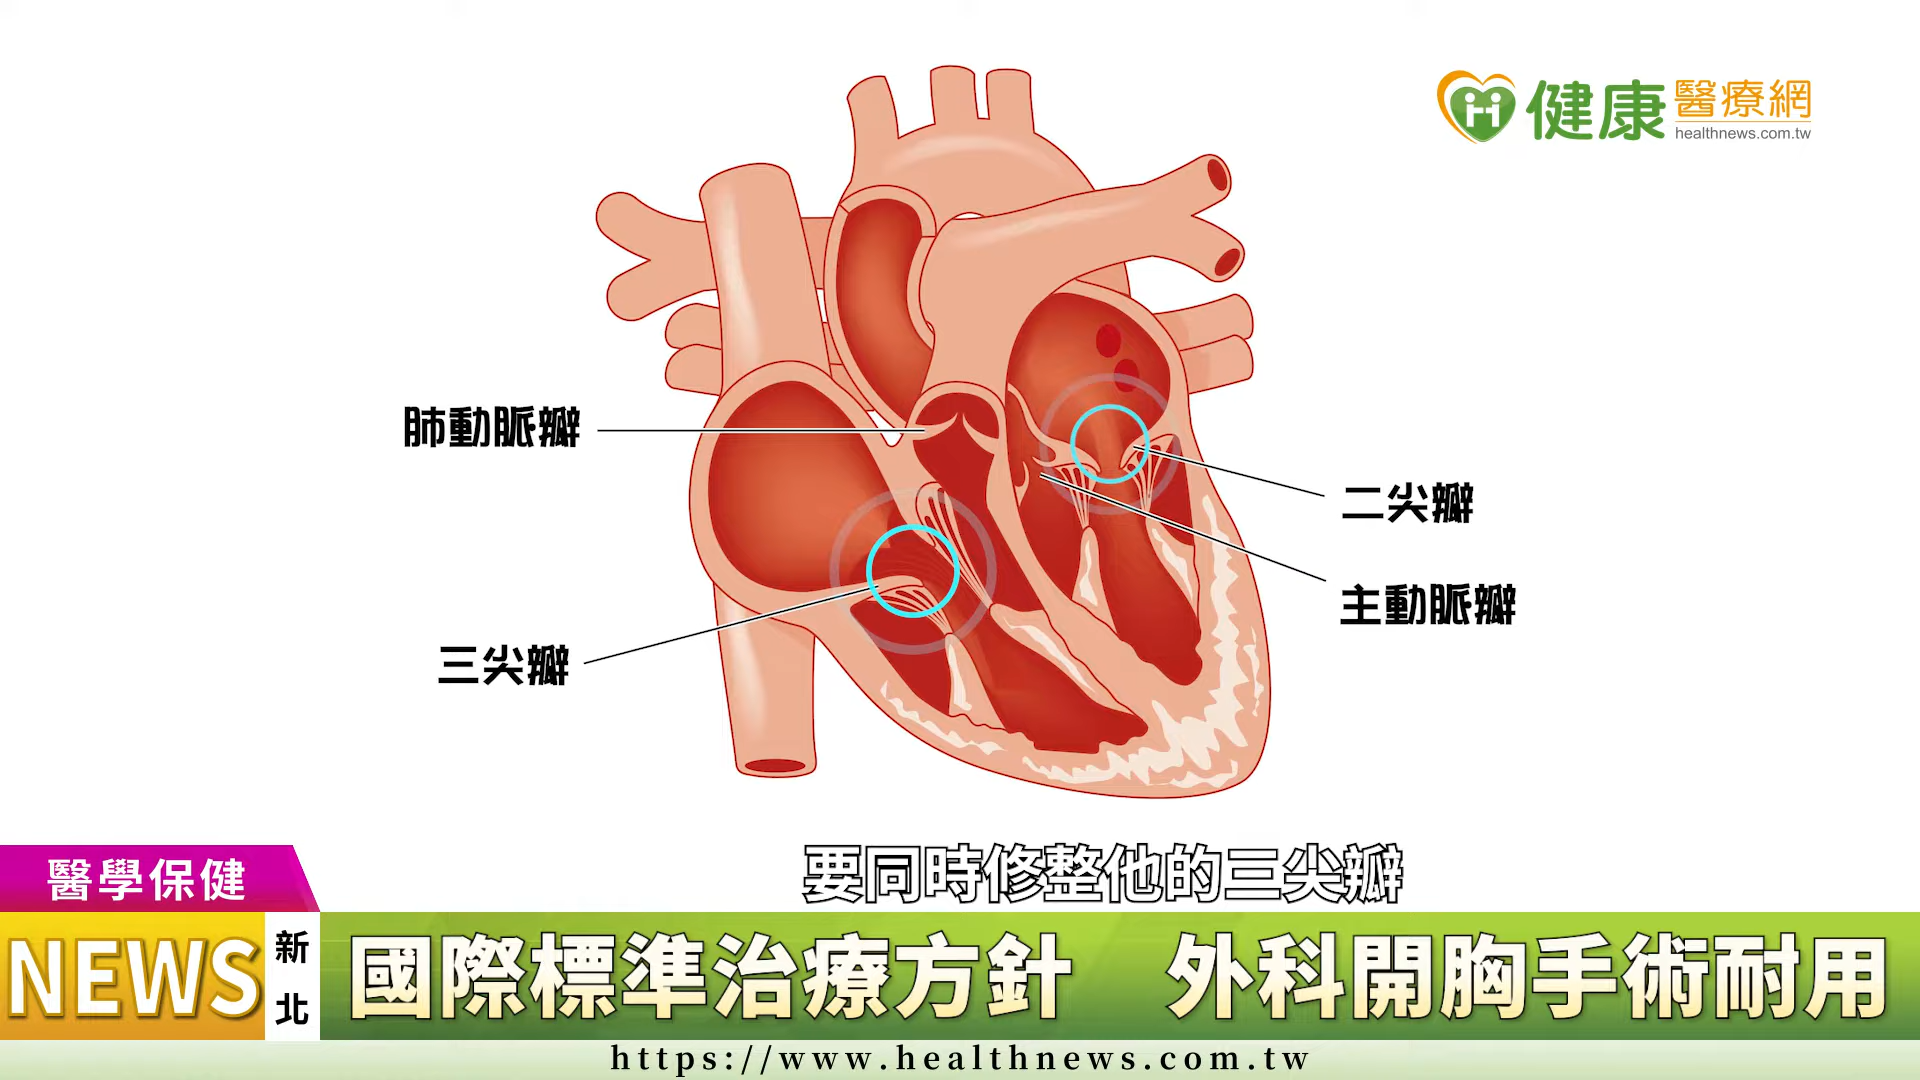 健康 醫療網
healthnews.com.tw
肺動脈瓣
二尖瓣
主動脈瓣
三尖瓣
要同時修整他的三尖瓣
醫學保健
NEWS
新北
國際標準治療方針 外科開胸手術耐用
https://www.healthnews.com.tw